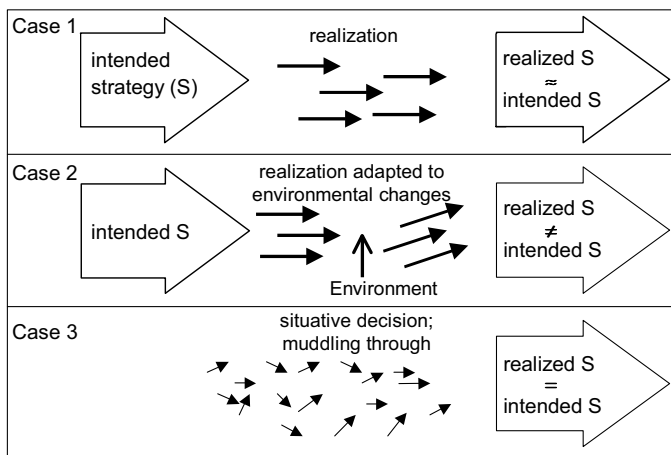 Case 1
intended
strategy (S)
realization
realized S
≈
intended S
Case 2
intended S
realization adapted to
environmental changes
Environment
realized S
≠
intended S
Case 3
situative decision;
muddling through
realized S
=
intended S